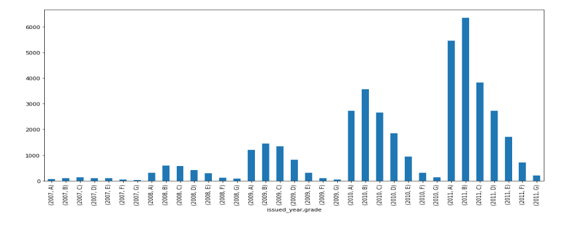 6000
5000
4000
3000
2000
1000
0
(2007, A)
(2007, B)
(2007, C)
(2007, D)
(2007, E)
(2007, F)
(2007, G)
(2008, A)
(2008, B)
(2008, C)
(2008, D)
(2008, E)
(2008, F)
(2008, G)
(2009, A)
(2009, B)
(2009, C)
(2009, D)
(2009, E)
(2009, F)
(2009, G)
(2010, A)
(2010, B)
(2010, C)
(2010, D)
(2010, E)
(2010, F)
(2010, G)
(2011, A)
(2011, B)
(2011, C)
(2011, D)
(2011, E)
(2011, F)
(2011, G)
issued_year,grade